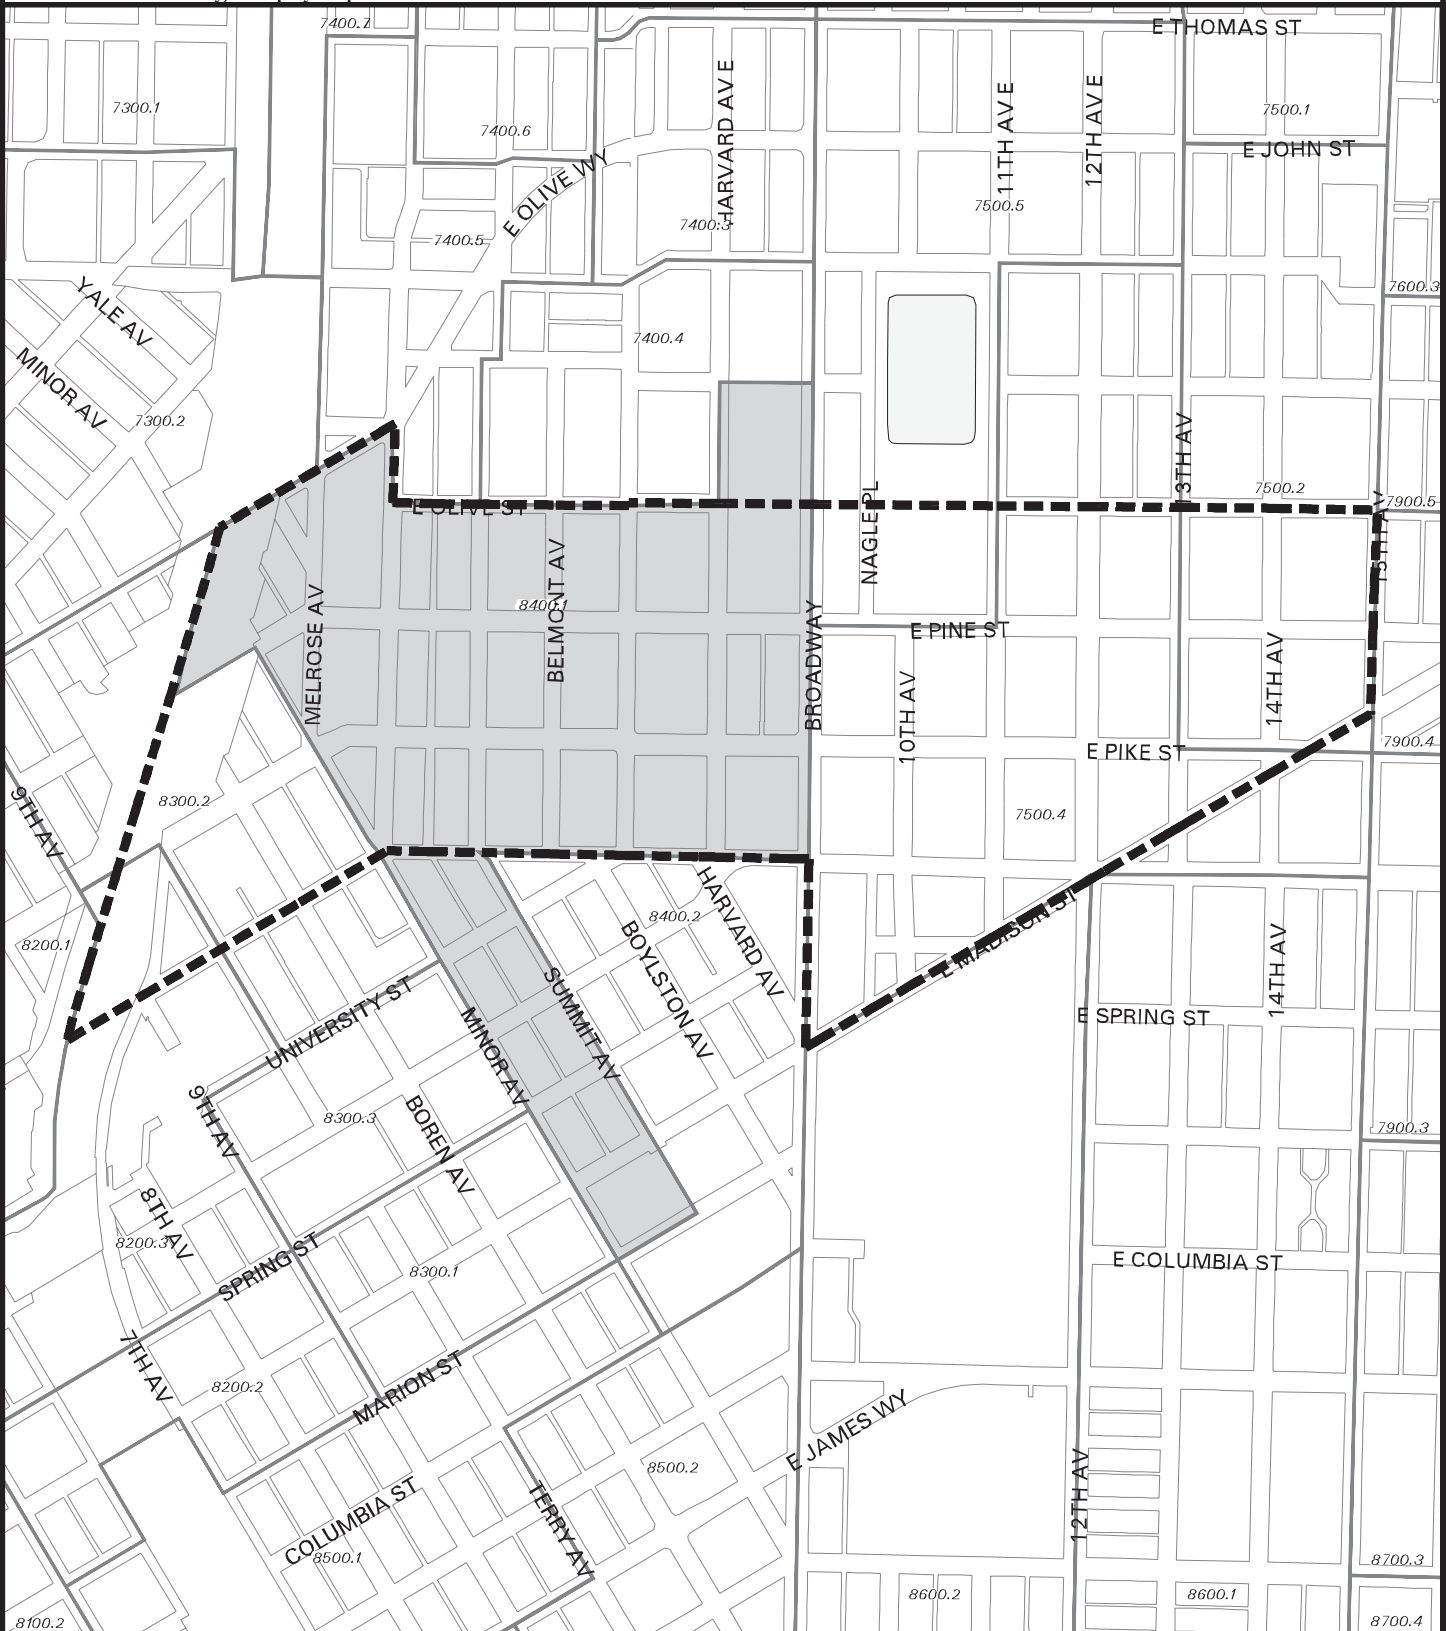 7400.7
E THOMAS ST
7300.1
7400.6
HARVARD AV E
11TH AV E
12TH AV E
7500.1
E JOHN ST
E OLIVE WY
7400.5
7400.3
7500.5
YALE AV
7600.3
MINOR AV
7400.4
7300.2
13TH AV
7500.2
E OLIVE ST
NAGLE PL
15TH AV
7900.5
MELROSE AV
8400.1
BELMONT AV
BROADWAY
E PINE ST
10TH AV
14TH AV
E PIKE ST
7900.4
9TH AV
8300.2
7500.4
8200.1
HARVARD AV
8400.2
BOYLSTON AV
E MADISON ST
14TH AV
UNIVERSITY ST
MINOR AV
SUMMIT AV
E SPRING ST
9TH AV
8300.3
BOREN AV
7900.3
8TH AV
8200.3
SPRING ST
8300.1
E COLUMBIA ST
7TH AV
8200.2
MARION ST
E JAMES WY
8500.2
12TH AV
COLUMBIA ST
TERRY AV
8500.1
8700.3
8600.2
8600.1
8100.2
8700.4